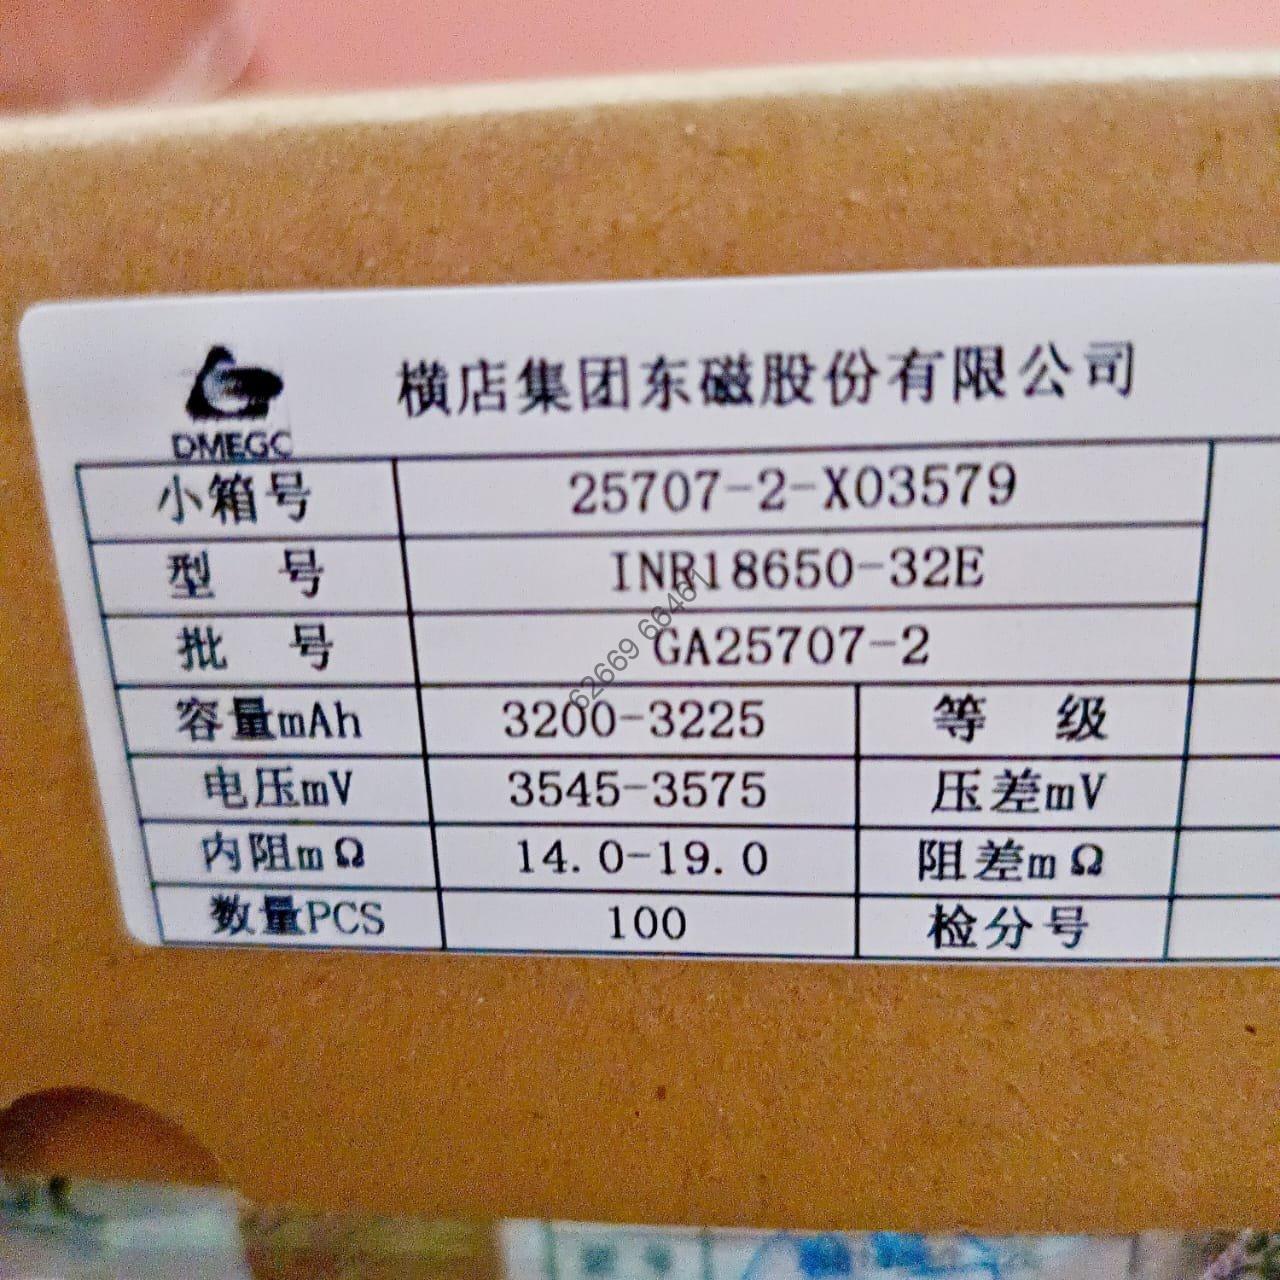 横店集团东磁股份有限公司
DMEGC
小箱号 25707-2-X03579
型 号 INR18650-32E
批 号 GA25707-2
62669 66461
容量mAh 3200-3225 等 级
电压mV 3545-3575 压差mV
内阻mΩ 14.0-19.0 阻差mΩ
数量PCS 100 检分号